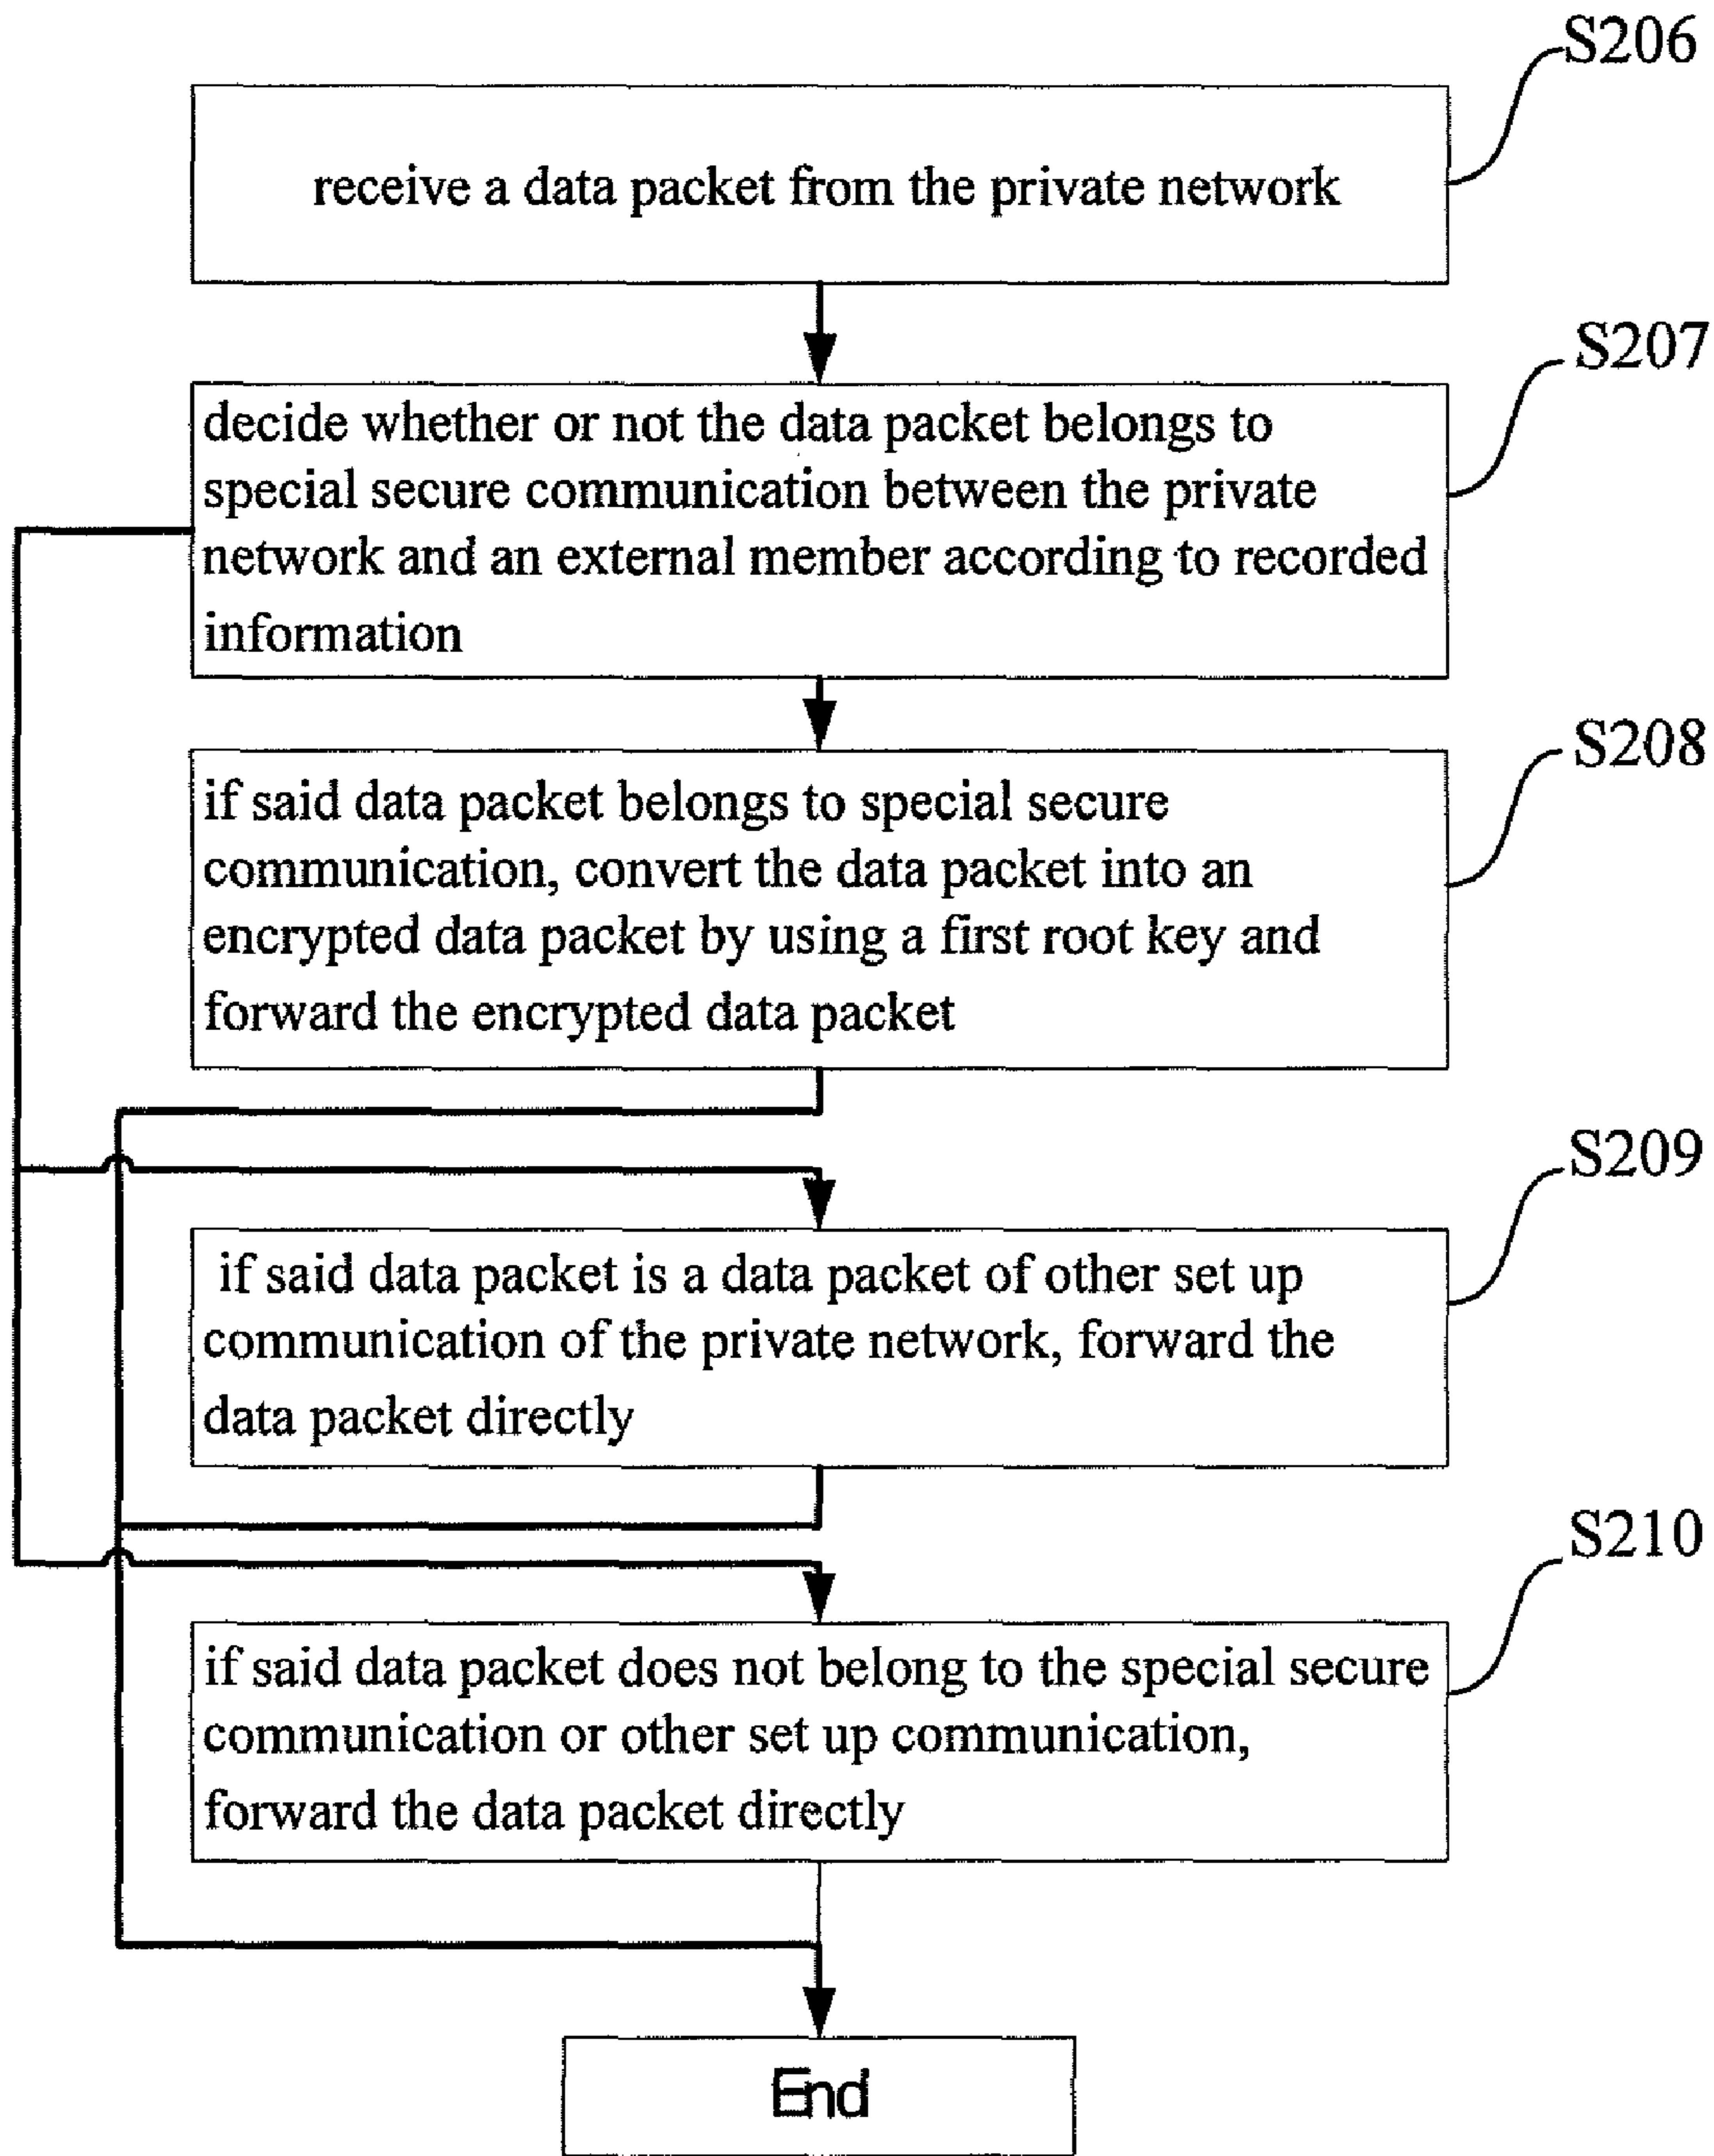 S206
receive a data packet from the private network
S207
decide whether or not the data packet belongs to
special secure communication between the private
network and an external member according to recorded
information
S208
if said data packet belongs to special secure
communication, convert the data packet into an
encrypted data packet by using a first root key and
forward the encrypted data packet
S209
if said data packet is a data packet of other set up
communication of the private network, forward the
data packet directly
S210
if said data packet does not belong to the special secure
communication or other set up communication,
forward the data packet directly
End